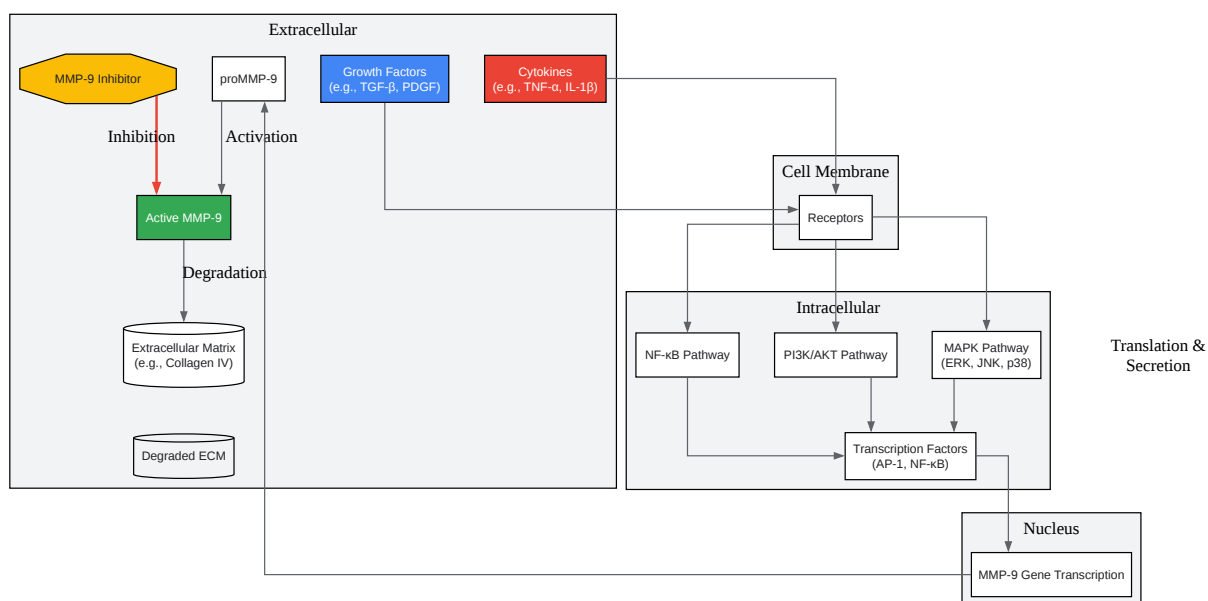 Extracellular
MMP-9 Inhibitor
proMMP-9
Growth Factors
(e.g., TGF-β, PDGF)
Cytokines
(e.g., TNF-α, IL-1β)
Inhibition
Activation
Cell Membrane
Receptors
Active MMP-9
Degradation
Intracellular
Extracellular Matrix
(e.g., Collagen IV)
NF-κB Pathway
PI3K/AKT Pathway
MAPK Pathway
(ERK, JNK, p38)
Translation &
Secretion
Degraded ECM
Transcription Factors
(AP-1, NF-κB)
Nucleus
MMP-9 Gene Transcription